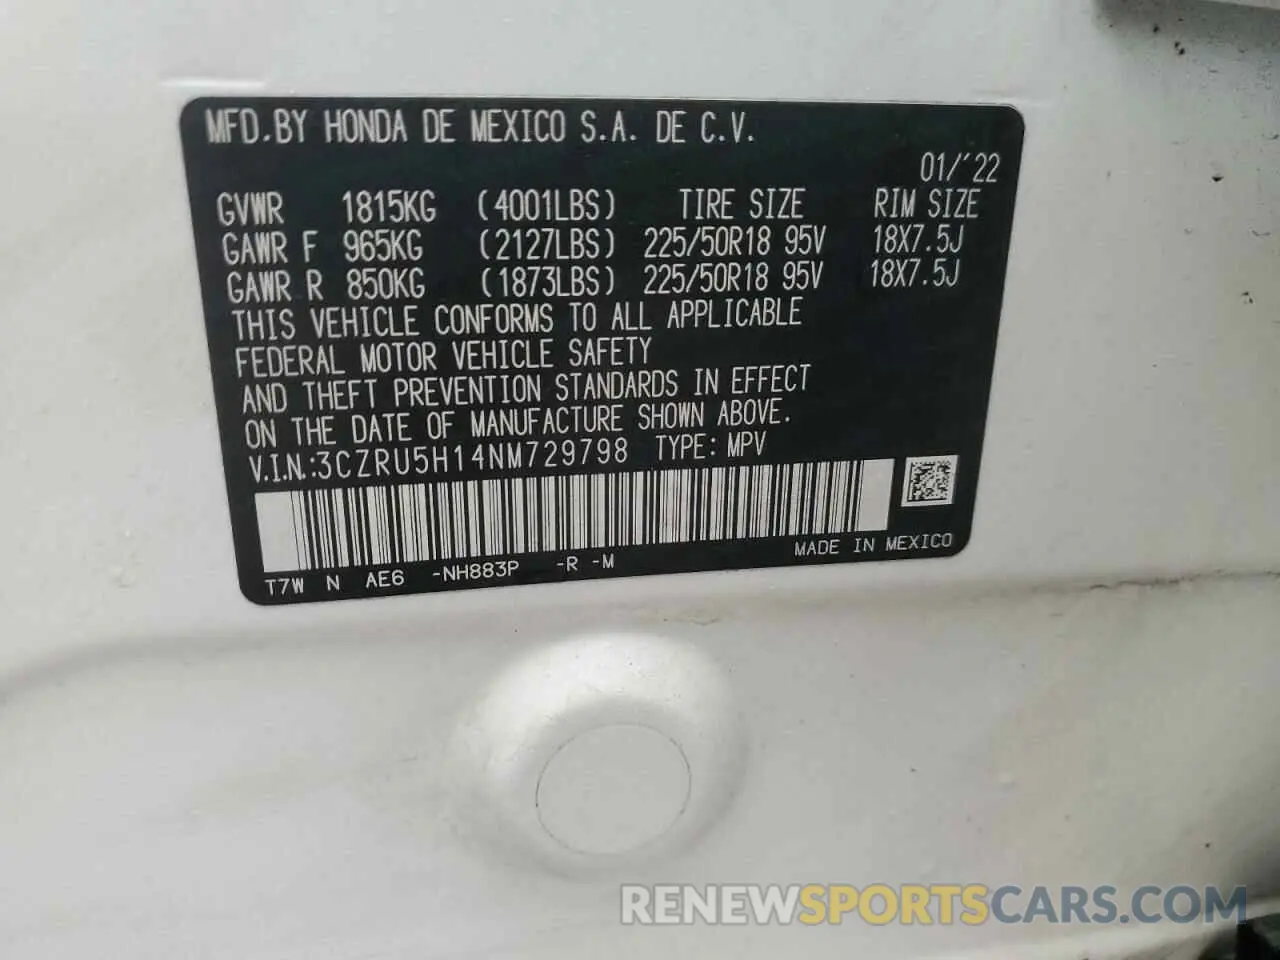 MFD.BY HONDA DE MEXICO S.A. DE C.V.
01/'22
GVWR 1815KG (4001LBS) TIRE SIZE RIM SIZE
GAWR F 965KG (2127LBS) 225/50R18 95V 18X7.5J
GAWR R 850KG (1873LBS) 225/50R18 95V 18X7.5J
THIS VEHICLE CONFORMS TO ALL APPLICABLE
FEDERAL MOTOR VEHICLE SAFETY
AND THEFT PREVENTION STANDARDS IN EFFECT
ON THE DATE OF MANUFACTURE SHOWN ABOVE.
V.I.N.:3CZRU5H14NM729798 TYPE: MPV
T7W N AE6 -NH883P -R -M MADE IN MEXICO
RENEWSPORTSCARS.COM